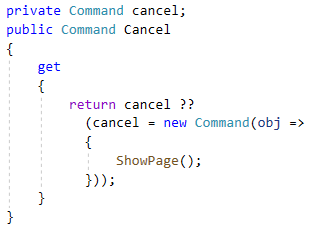 private Command cancel;
public Command Cancel
{
    get
    {
        return cancel ??
          (cancel = new Command(obj =>
          {
              ShowPage();
          }));
    }
}